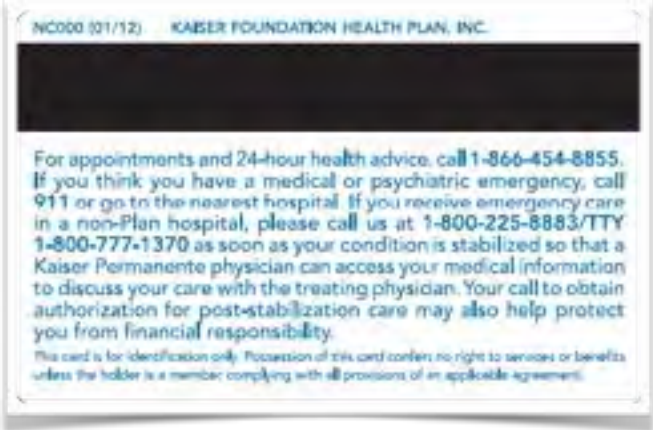 NC000 (01/12) KAISER FOUNDATION HEALTH PLAN, INC.
For appointments and 24-hour health advice, call 1-866-454-8855.
If you think you have a medical or psychiatric emergency, call
911 or go to the nearest hospital. If you receive emergency care
in a non-Plan hospital, please call us at 1-800-225-8883/TTY
1-800-777-1370 as soon as your condition is stabilized so that a
Kaiser Permanente physician can access your medical information
to discuss your care with the treating physician. Your call to obtain
authorization for post-stabilization care may also help protect
you from financial responsibility.
This card is for identification only. Possession of this card confers no right to services or benefits
unless the holder is a member complying with all provisions of an applicable agreement.